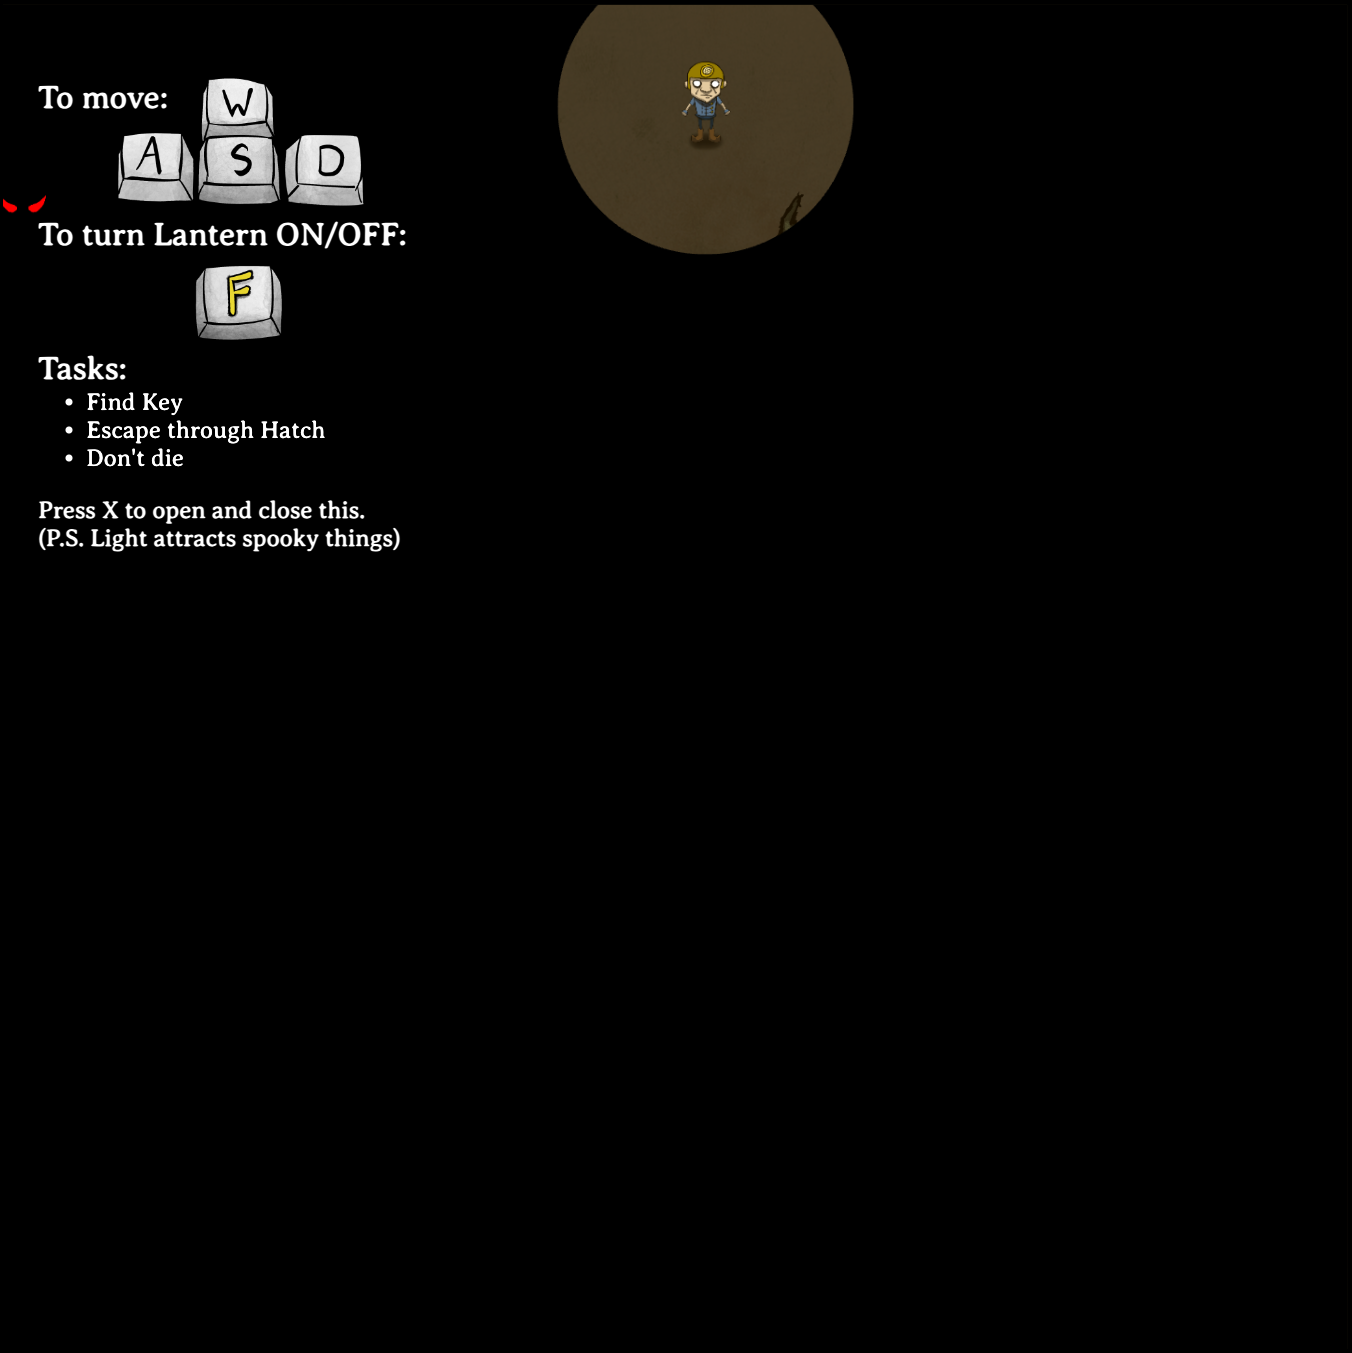 To move:
W
A S D
To turn Lantern ON/OFF:
F
Tasks:
• Find Key
• Escape through Hatch
• Don't die
Press X to open and close this.
(P.S. Light attracts spooky things)